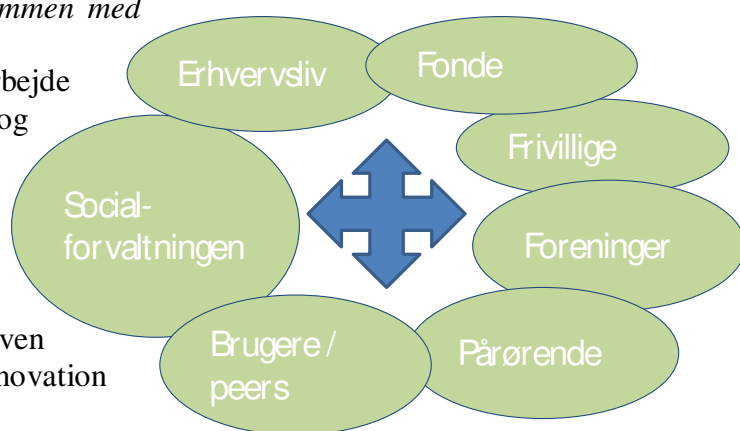 mmen med
bejde
og
ven
novation
Erhvervsliv
Fonde
Frivillige
Social-
forvaltningen
Foreninger
Brugere /
peers
Pårørende